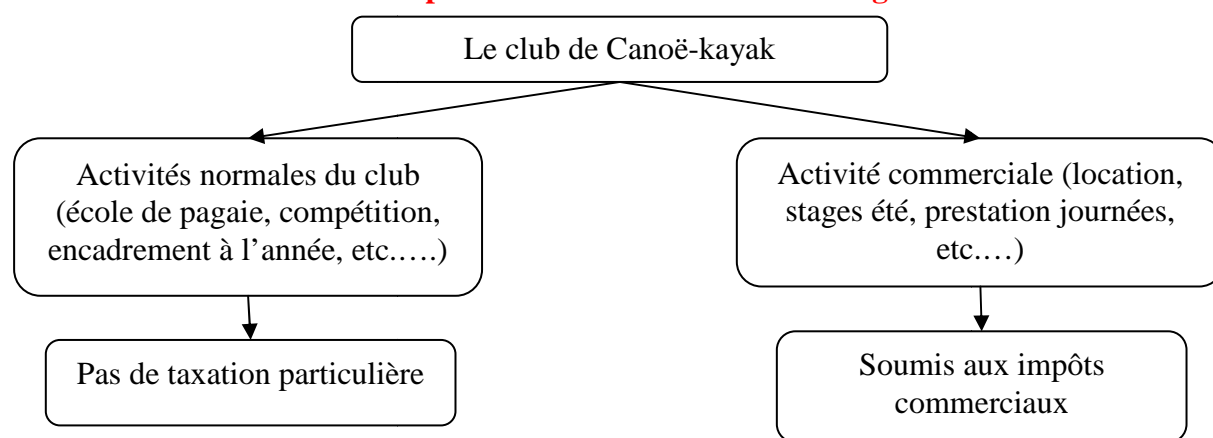 Le club de Canoë-kayak
Activités normales du club
(école de pagaie, compétition,
encadrement à l'année, etc.….)
Activité commerciale (location,
stages été, prestation journées,
etc.…)
Pas de taxation particulière
Soumis aux impôts
commerciaux